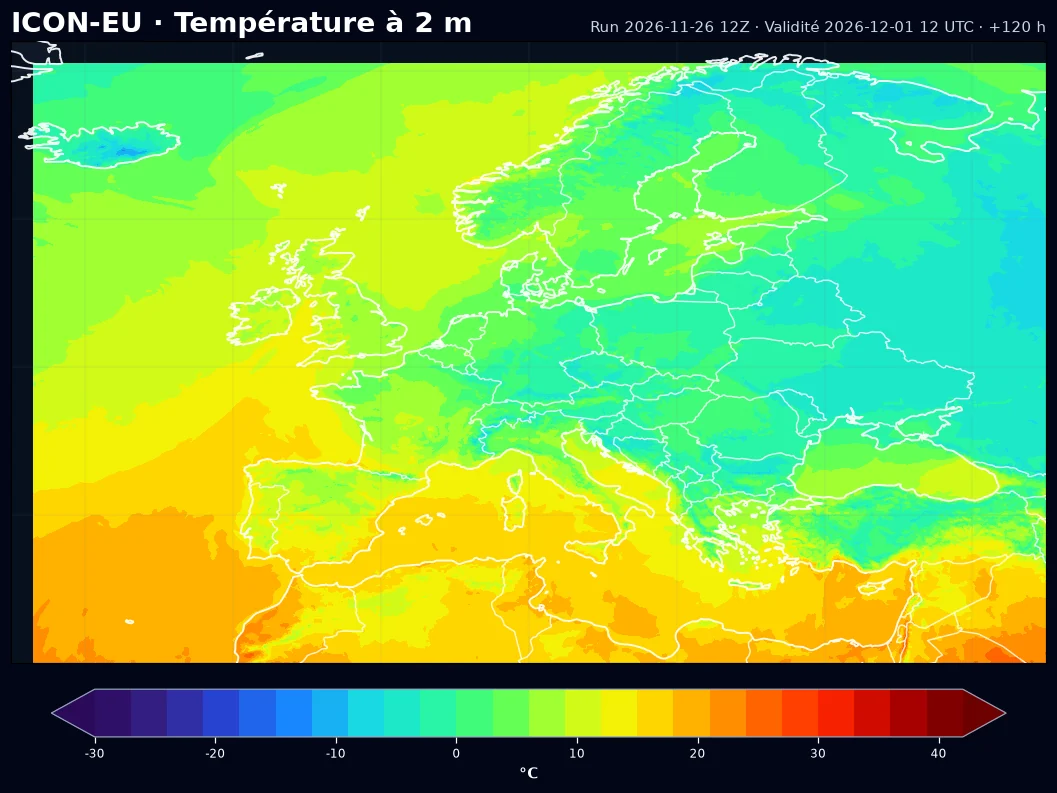 ICON-EU · Température à 2 m
Run 2026-11-26 12Z · Validité 2026-12-01 12 UTC · +120 h
-30 -20 -10 0 10 20 30 40
°C